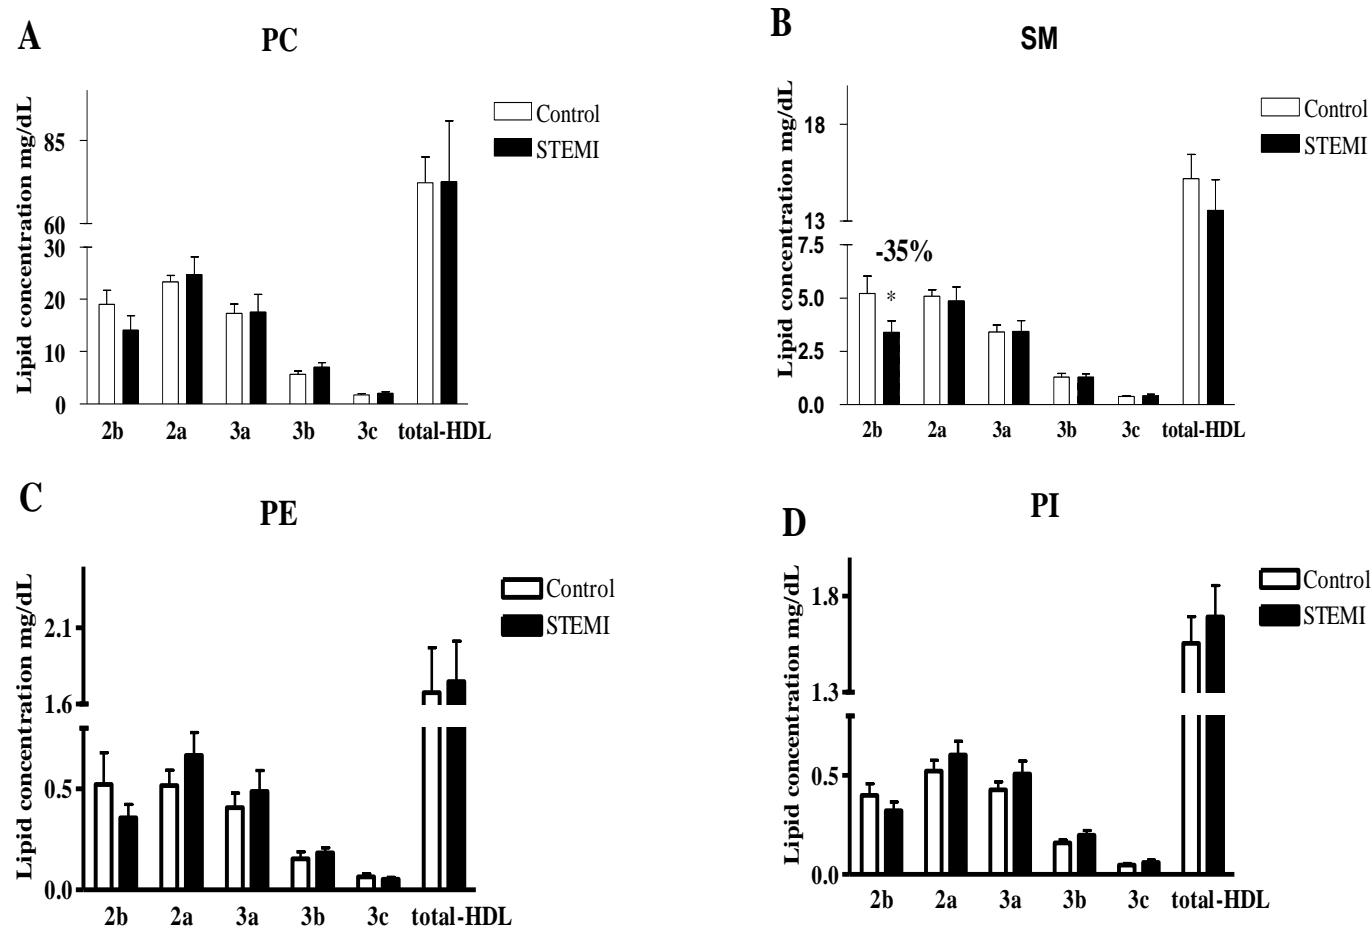 A
PC
Lipid concentration mg/dL
85
60
30
20
10
0
2b 2a 3a 3b 3c total-HDL
Control
STEMI
B
SM
Lipid concentration mg/dL
18
13
7.5
5.0
2.5
0.0
-35%
*
2b 2a 3a 3b 3c total-HDL
Control
STEMI
C
PE
Lipid concentration mg/dL
2.1
1.6
0.5
0.0
2b 2a 3a 3b 3c total-HDL
Control
STEMI
D
PI
Lipid concentration mg/dL
1.8
1.3
0.5
0.0
2b 2a 3a 3b 3c total-HDL
Control
STEMI